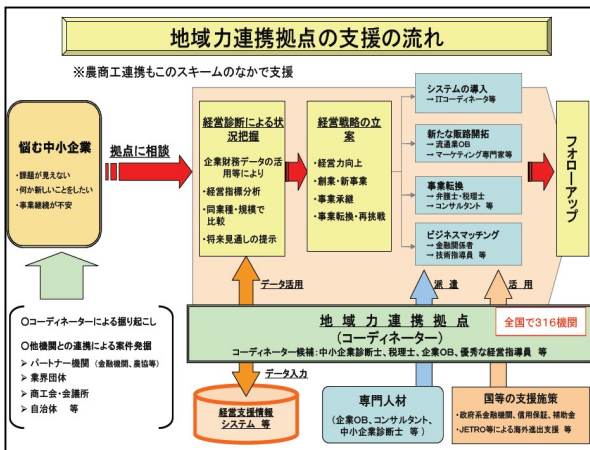 地域力連携拠点の支援の流れ
※農商工連携もこのスキームのなかで支援
悩む中小企業
・課題が見えない
・何か新しいことをしたい
・事業継続が不安
拠点に相談
経営診断による状
況把握
企業財務データの活
用等により
・経営指標分析
・同業種・規模で
比較
・将来見通しの提示
経営戦略の立
案
・経営力向上
・創業・新事業
・事業承継
・事業転換・再挑戦
システムの導入
→ ITコーディネータ等
新たな販路開拓
→ 流通業OB
→ マーケティング専門家等
事業転換
→ 弁護士・税理士
→ コンサルタント 等
ビジネスマッチング
→ 金融関係者
→ 技術指導員 等
フォローアップ
データ活用
派 遣
活 用
地 域 力 連 携 拠 点
(コーディネーター)
コーディネーター候補:中小企業診断士、税理士、企業OB、優秀な経営指導員 等
全国で316機関
○コーディネーターによる掘り起こし
○他機関との連携による案件発掘
➢ パートナー機関(金融機関、農協等)
➢ 業界団体
➢ 商工会・会議所
➢ 自治体 等
データ入力
経営支援情報
システム 等
専門人材
(企業OB、コンサルタント、
中小企業診断士 等)
国等の支援施策
・政府系金融機関、信用保証、補助金
・JETRO等による海外進出支援 等